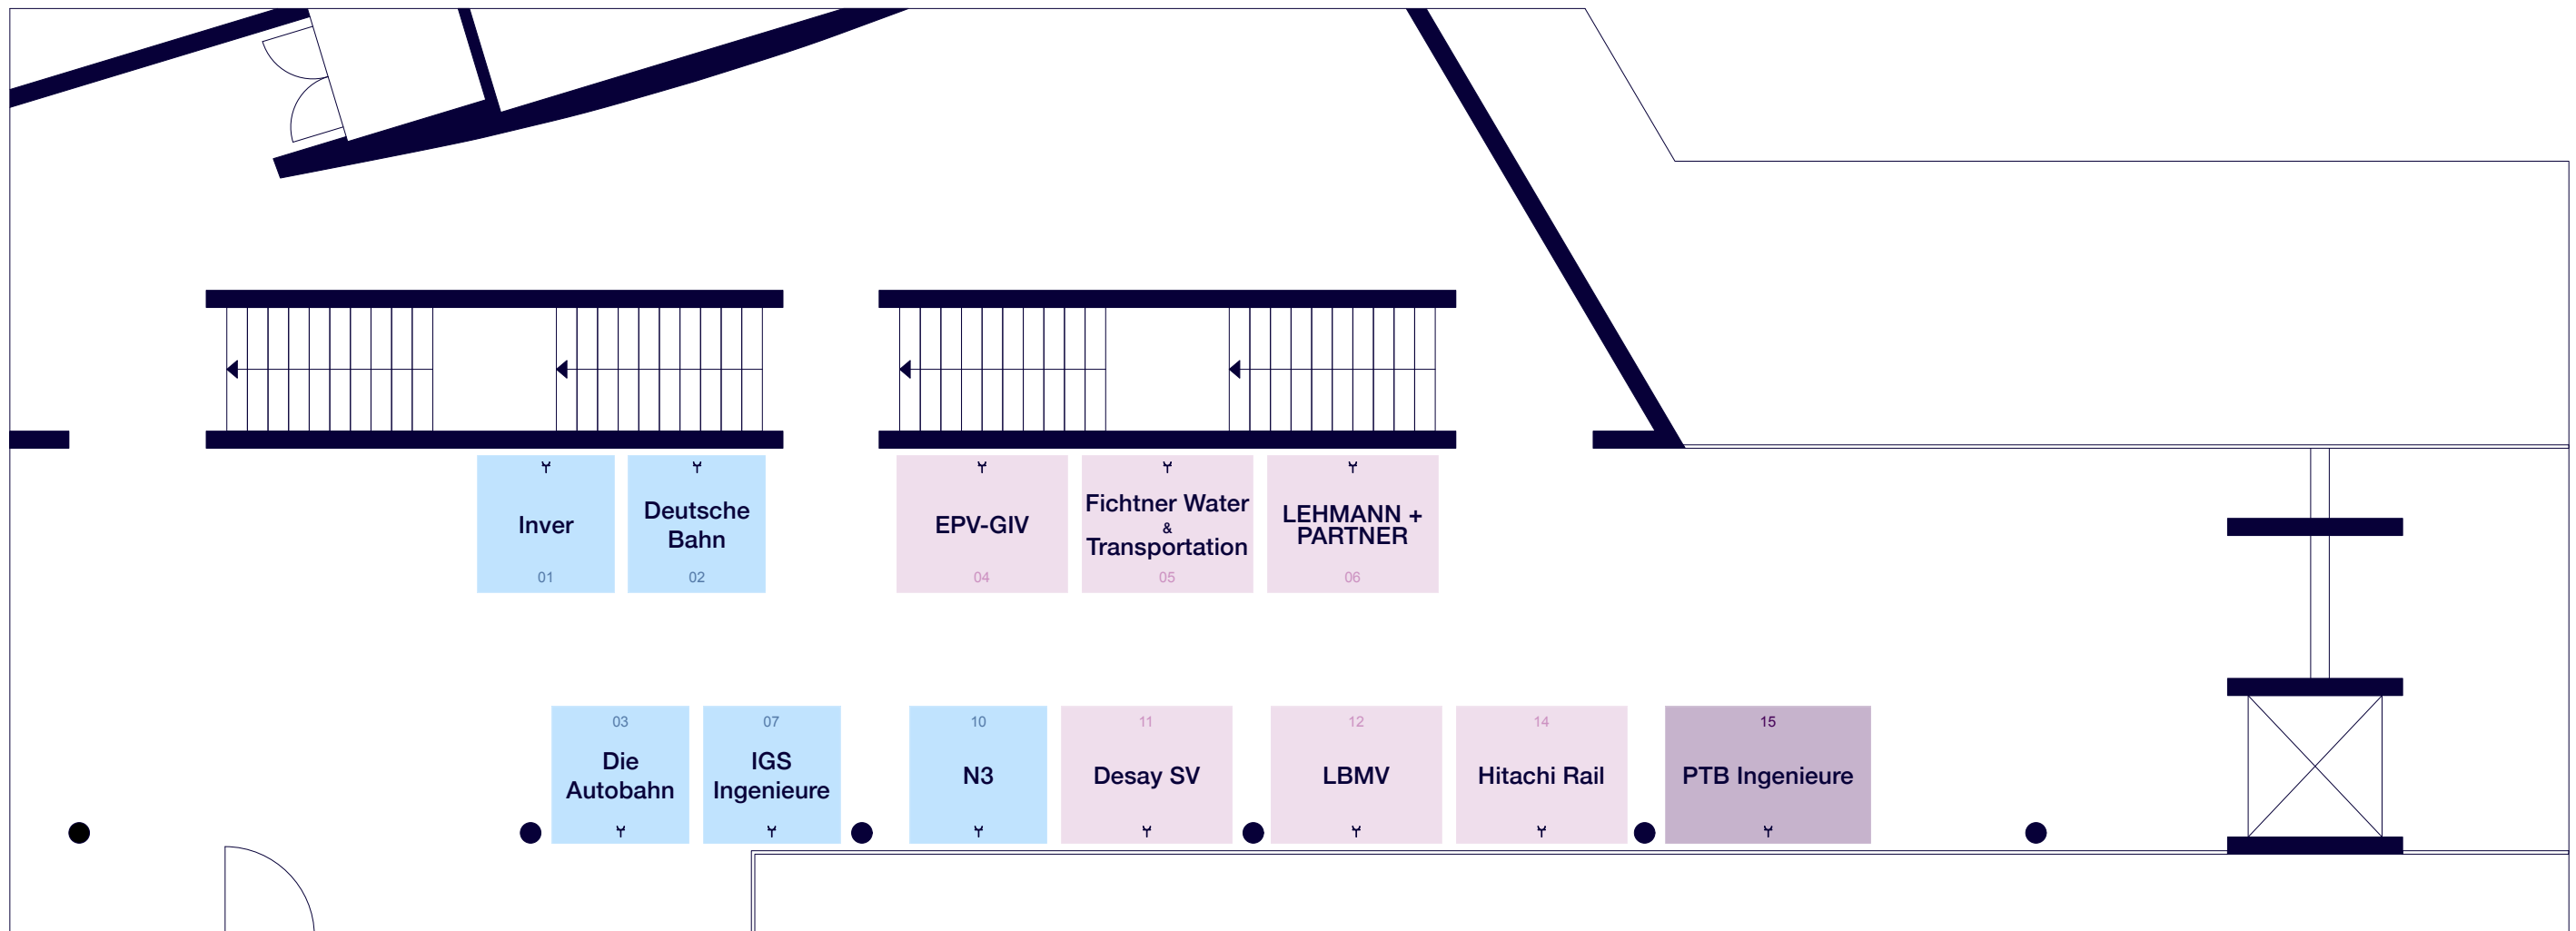 Inver
01
Deutsche
Bahn
02
EPV-GIV
04
Fichtner Water
&
Transportation
05
LEHMANN +
PARTNER
06
03
Die
Autobahn
07
IGS
Ingenieure
10
N3
11
Desay SV
12
LBMV
14
Hitachi Rail
15
PTB Ingenieure